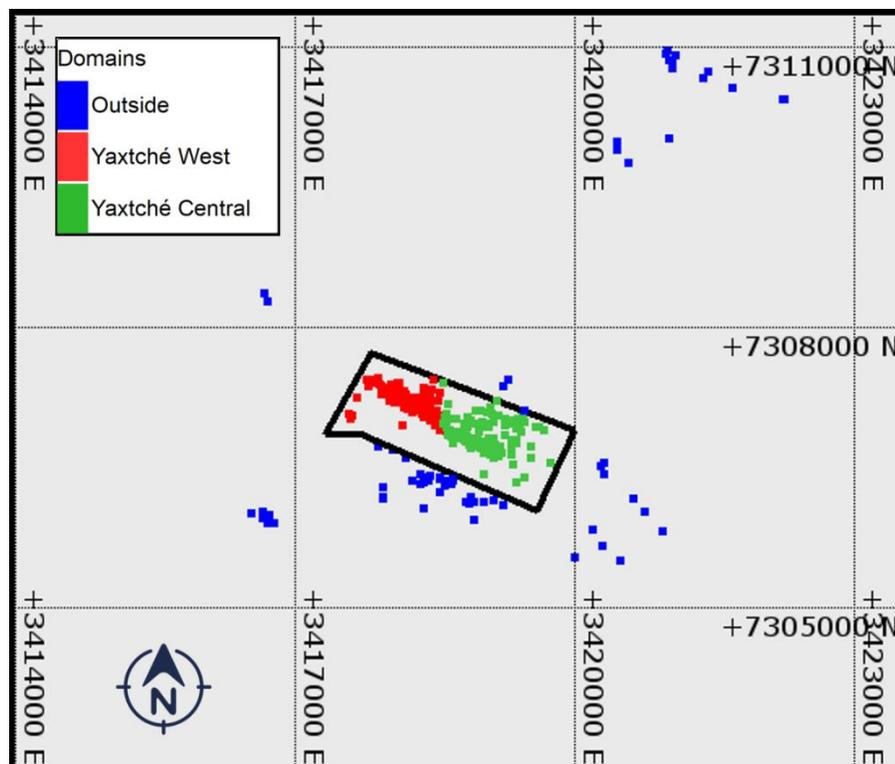 +3414000 E
+3417000 E
+3420000 E
+3423000 E
+7311000 N
Domains
Outside
Yaxtché West
Yaxtché Central
+7308000 N
+7305000 N
+3414000 E
+3417000 E
+3420000 E
+3423000 E
N